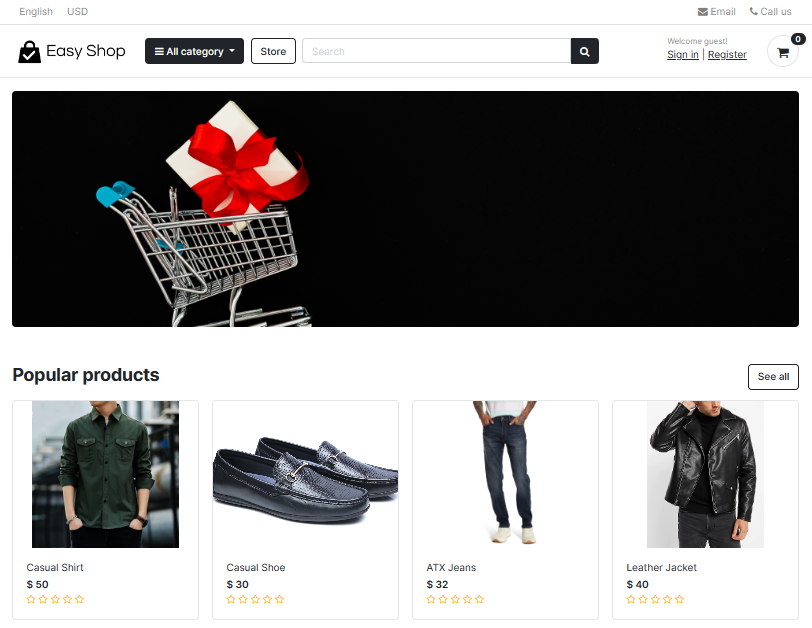 English USD Email Call us
Easy Shop All category Store Search Welcome guest! 0
Sign in | Register
Popular products See all
Casual Shirt Casual Shoe ATX Jeans Leather Jacket
$ 50 $ 30 $ 32 $ 40